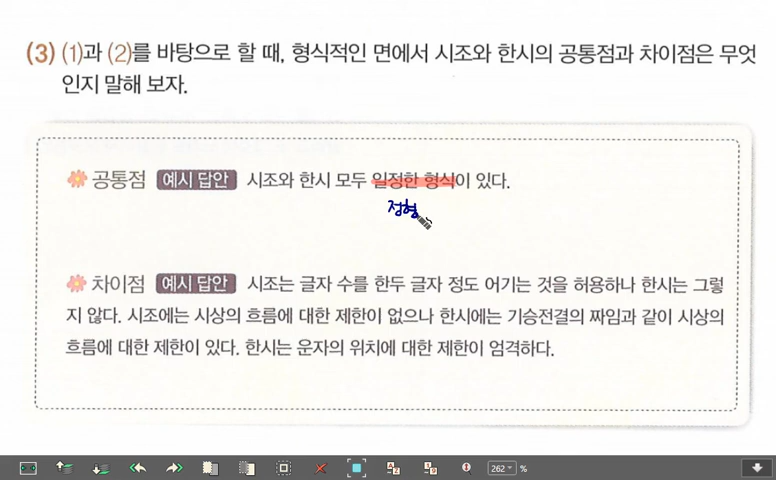 (3) (1)과 (2)를 바탕으로 할 때, 형식적인 면에서 시조와 한시의 공통점과 차이점은 무엇
인지 말해 보자.
공통점 예시 답안 시조와 한시 모두 일정한 형식이 있다.
정형
차이점 예시 답안 시조는 글자 수를 한두 글자 정도 어기는 것을 허용하나 한시는 그렇
지 않다. 시조에는 시상의 흐름에 대한 제한이 없으나 한시에는 기승전결의 짜임과 같이 시상의
흐름에 대한 제한이 있다. 한시는 운자의 위치에 대한 제한이 엄격하다.
262 %